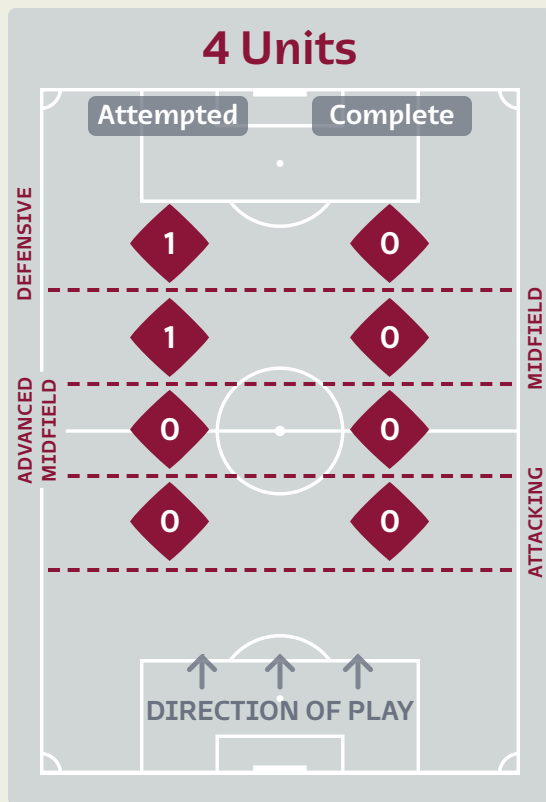 4 Units
Attempted Complete
DEFENSIVE
1 0
MIDFIELD
1 0
ADVANCED
MIDFIELD
0 0
ATTACKING
0 0
DIRECTION OF PLAY